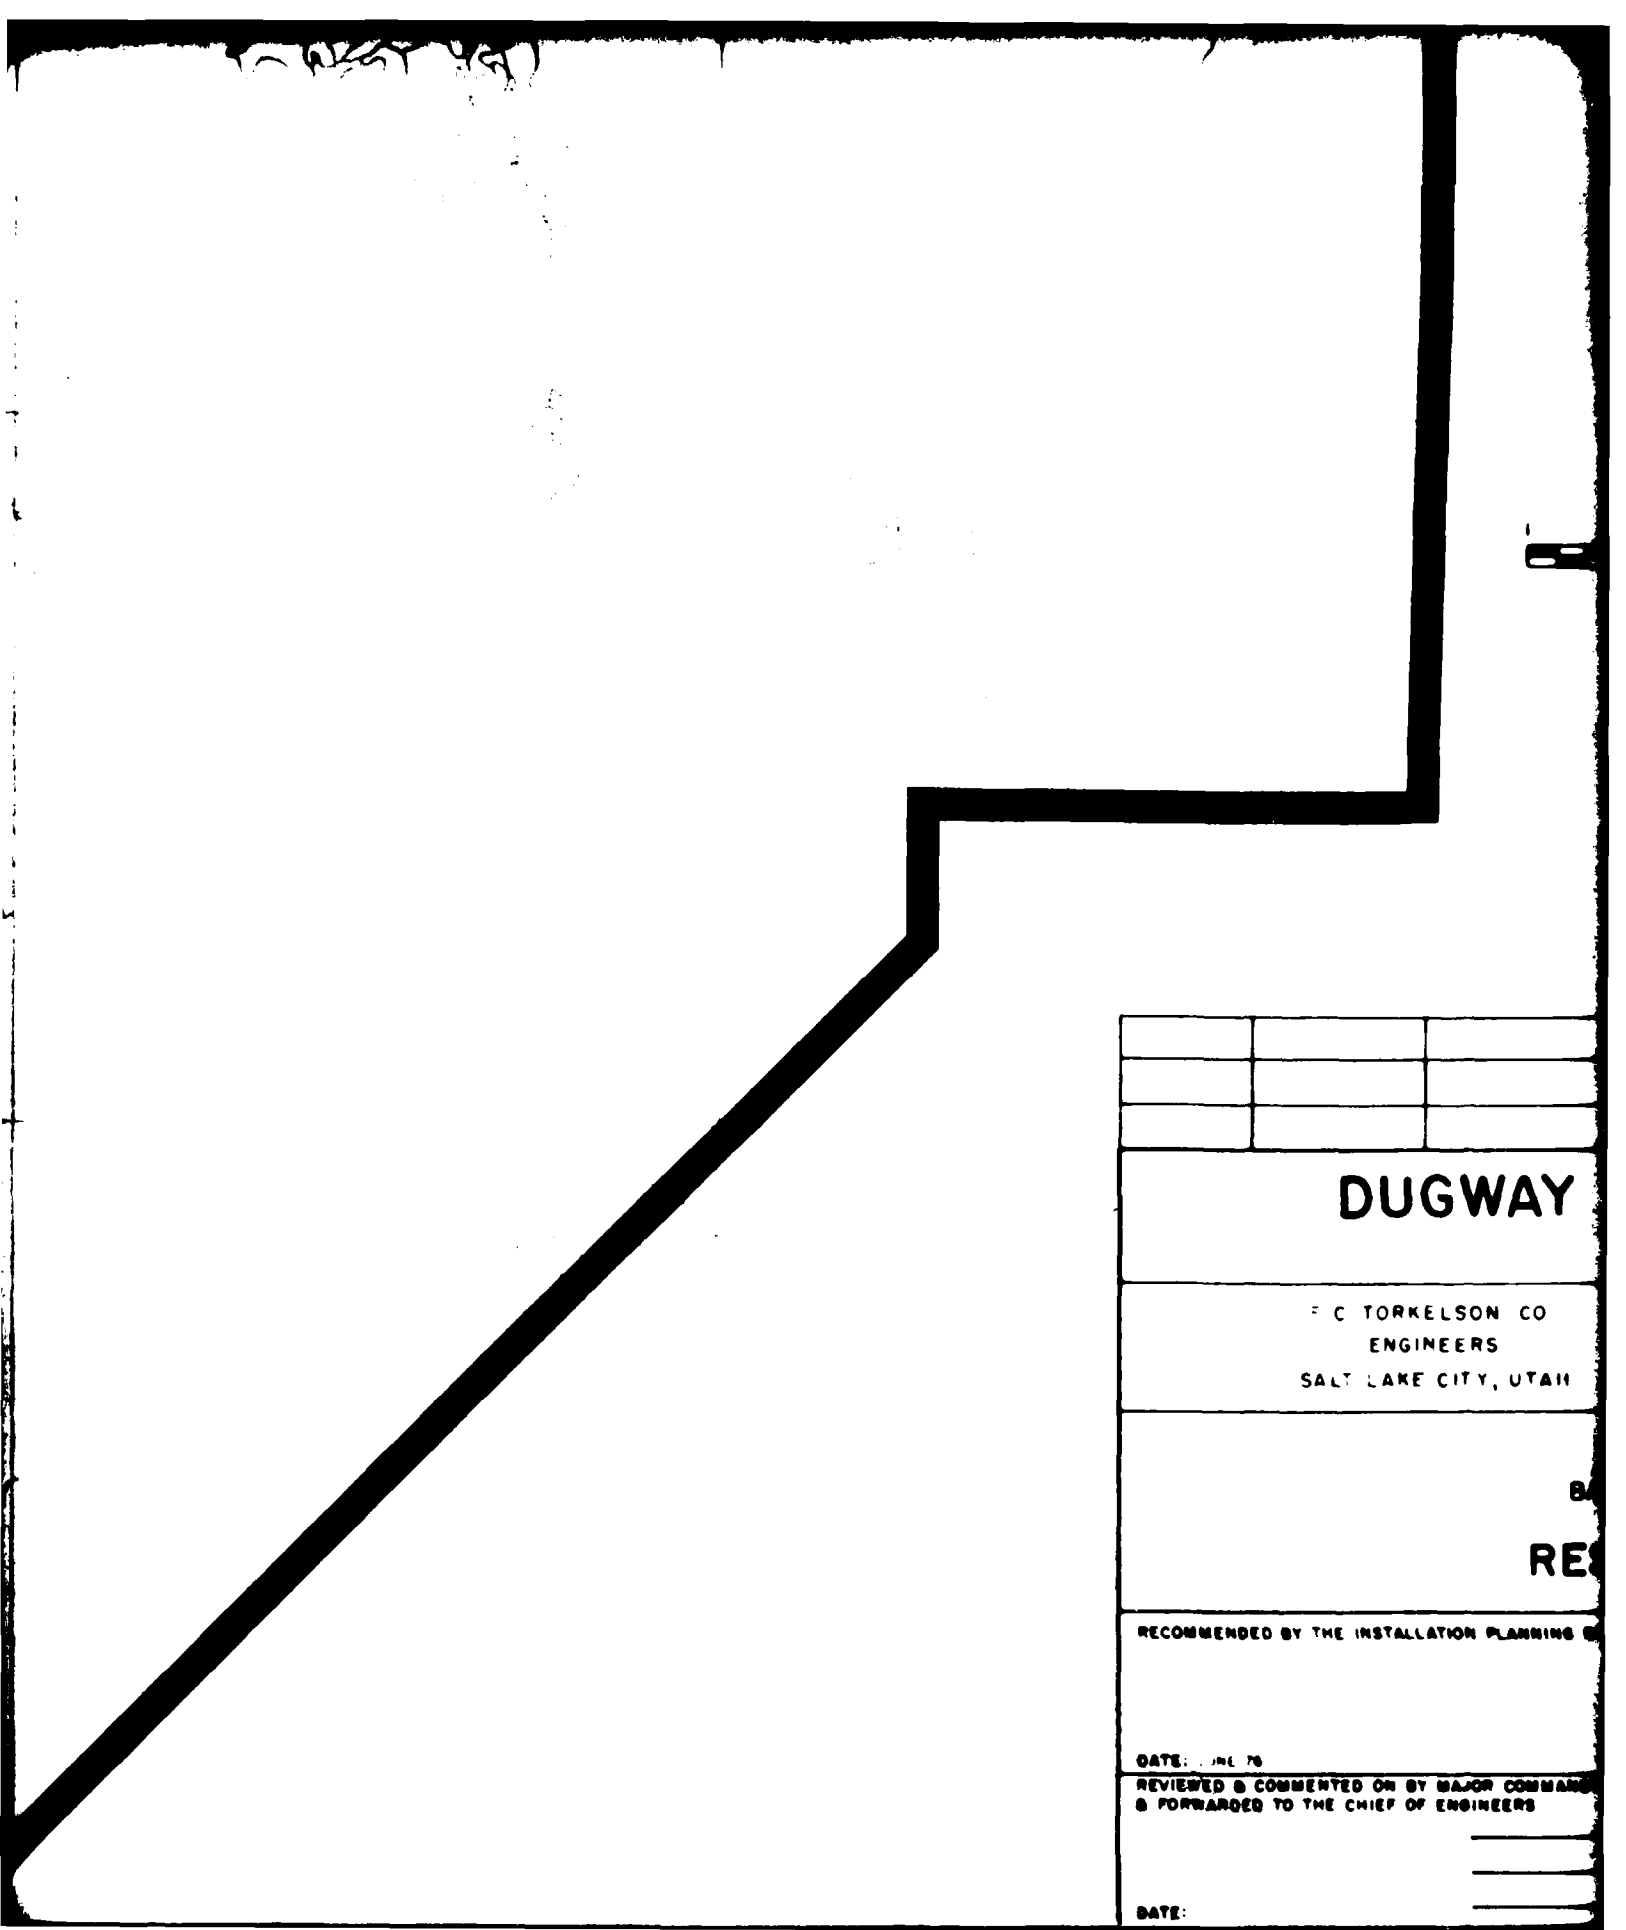 DUGWAY
C TORKELSON CO
ENGINEERS
SALT LAKE CITY, UTAH
RECOMMENDED BY THE INSTALLATION PLANNING
DATE:
REVIEWED & COMMENTED ON BY MAJOR COMMAND
& FORWARDED TO THE CHIEF OF ENGINEERS
DATE: